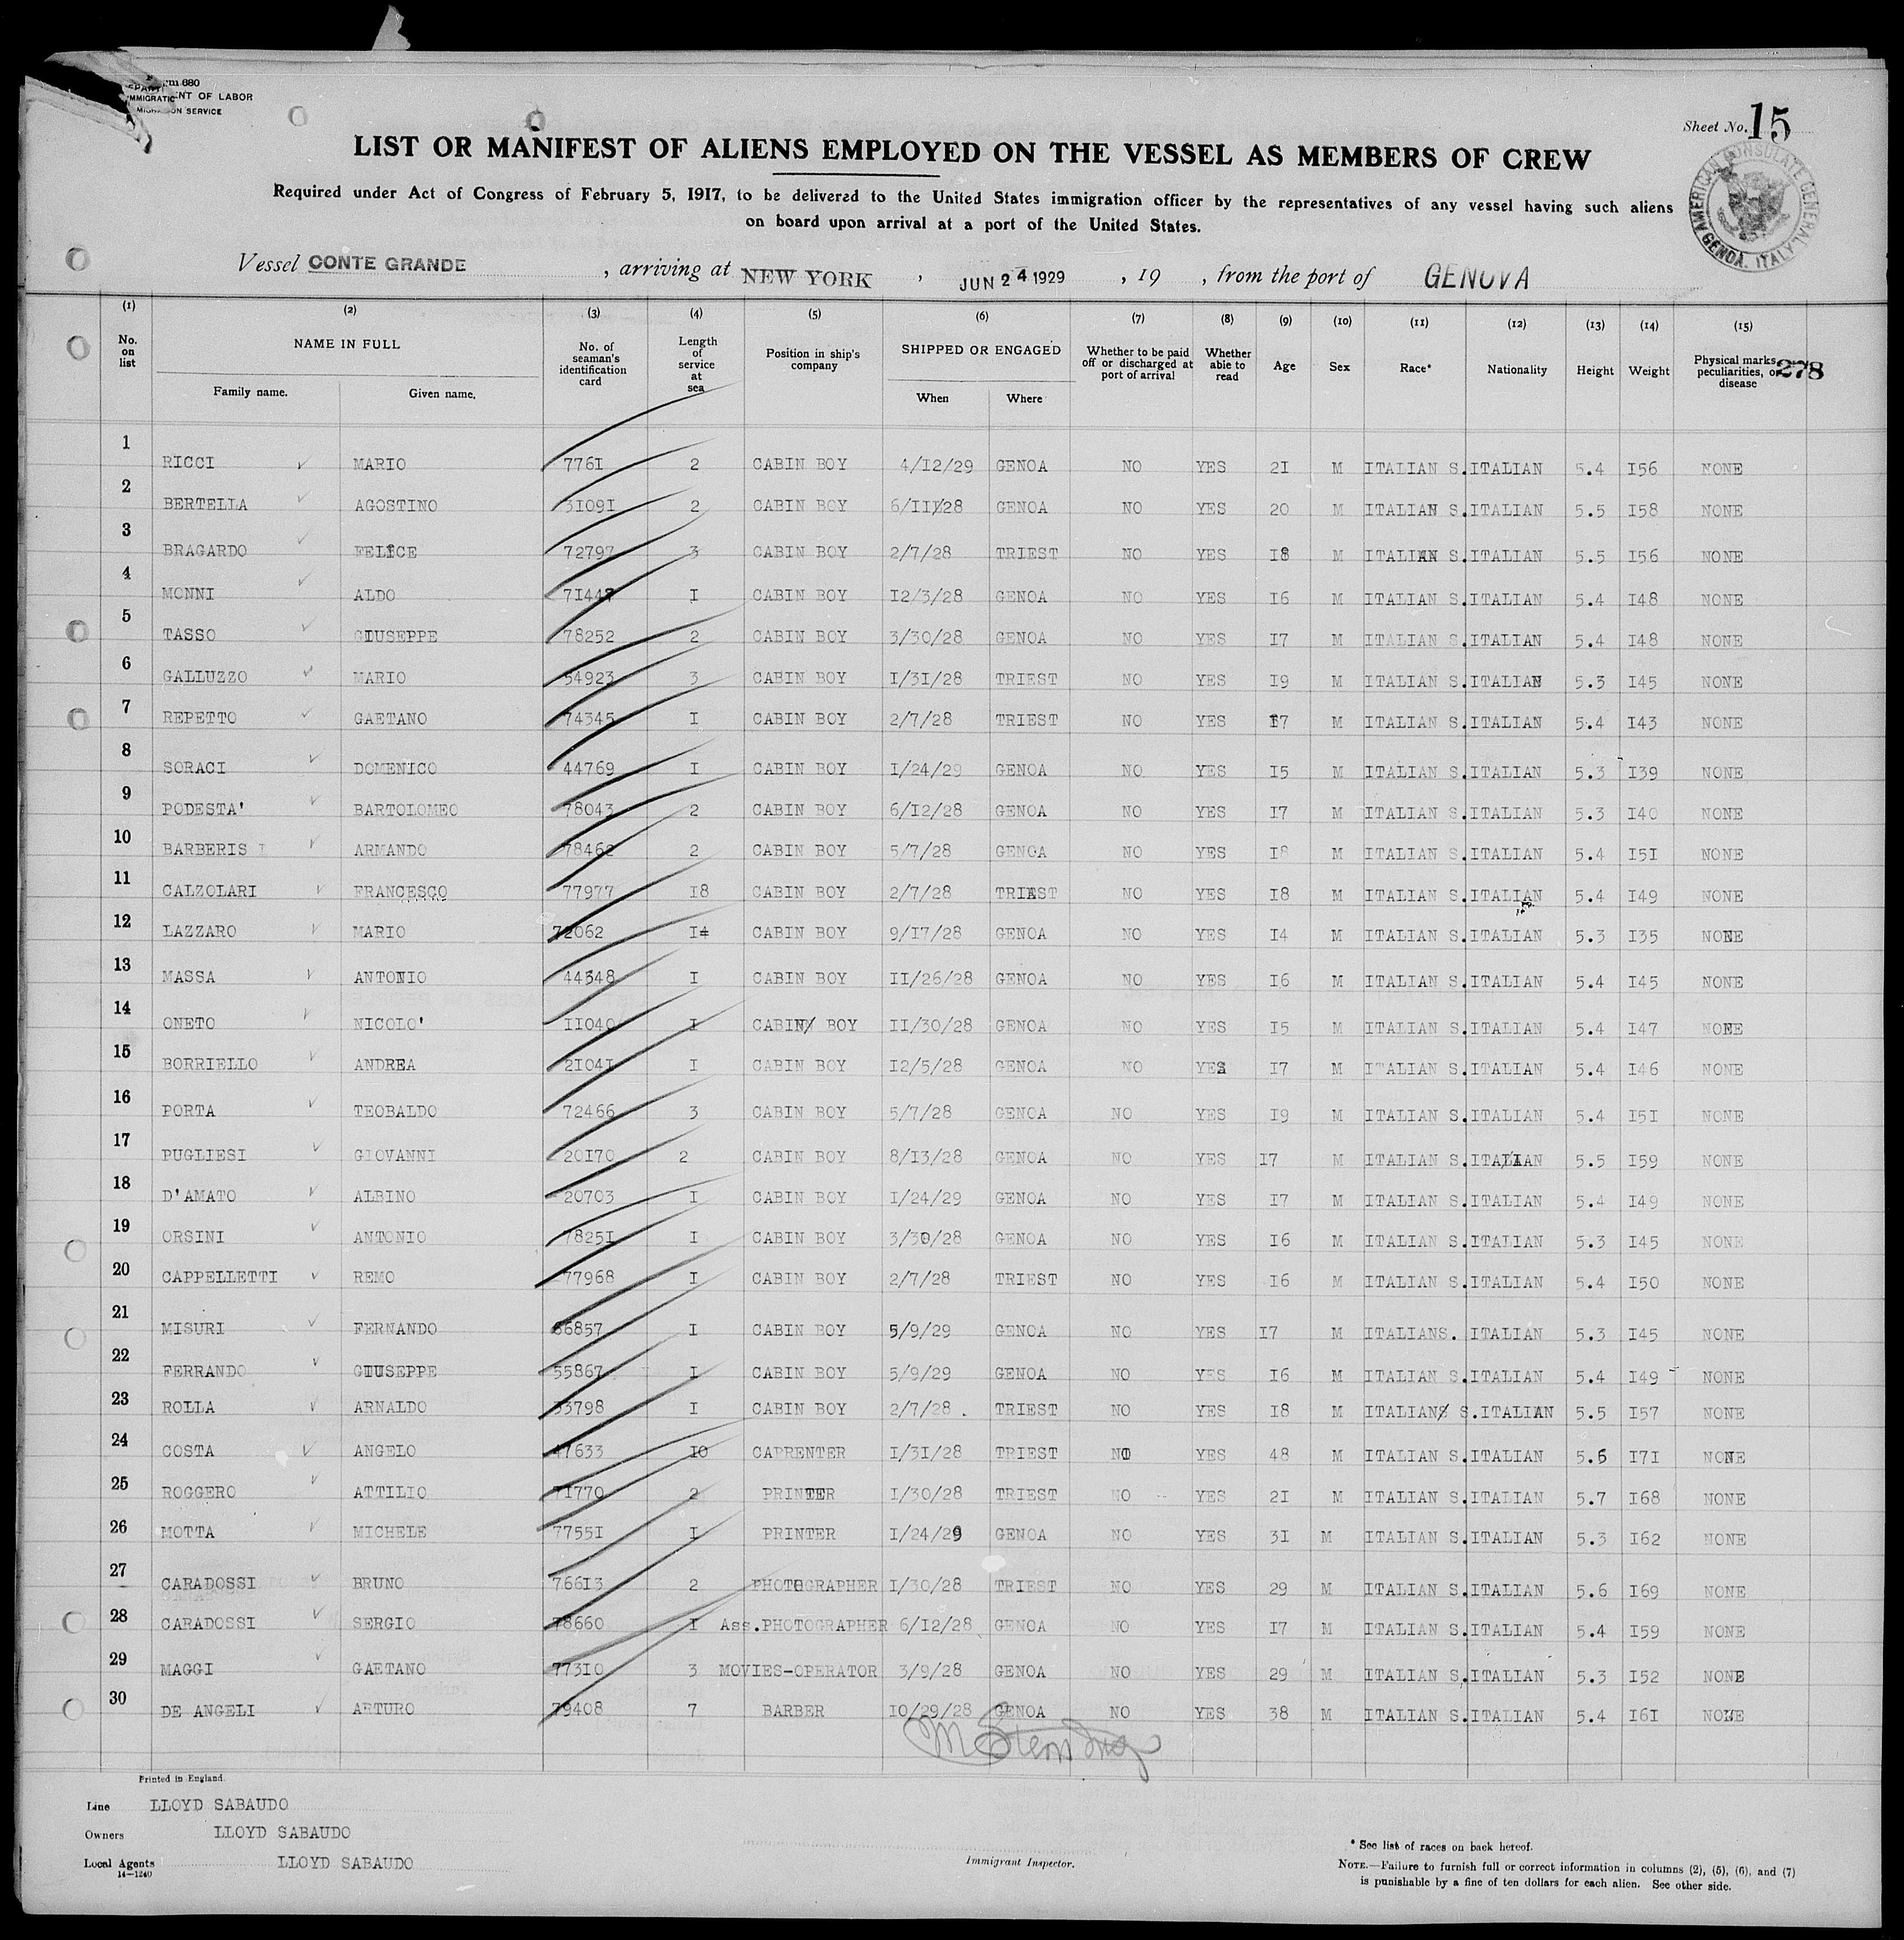 Form 680
DEPARTMENT OF LABOR
IMMIGRATION SERVICE
Sheet No. 15
LIST OR MANIFEST OF ALIENS EMPLOYED ON THE VESSEL AS MEMBERS OF CREW
Required under Act of Congress of February 5, 1917, to be delivered to the United States immigration officer by the representatives of any vessel having such aliens
on board upon arrival at a port of the United States.
AMERICAN CONSULATE GENERAL GENOA. ITALY
Vessel CONTE GRANDE , arriving at NEW YORK , JUN 24 1929 , 19 , from the port of GENOVA
(1) (2) (3) (4) (5) (6) (7) (8) (9) (10) (11) (12) (13) (14) (15)
No. on list NAME IN FULL Family name. Given name. No. of seaman's identification card Length of service at sea Position in ship's company SHIPPED OR ENGAGED When Where Whether to be paid off or discharged at port of arrival Whether able to read Age Sex Race* Nationality Height Weight Physical marks, peculiarities, or disease 278
1 RICCI MARIO 7761 2 CABIN BOY 4/12/29 GENOA NO YES 21 M ITALIAN S. ITALIAN 5.4 156 NONE
2 BERTELLA AGOSTINO 31091 2 CABIN BOY 6/11/28 GENOA NO YES 20 M ITALIAN S. ITALIAN 5.5 158 NONE
3 BRAGARDO FELICE 72797 3 CABIN BOY 2/7/28 TRIEST NO YES 18 M ITALIAN S. ITALIAN 5.5 156 NONE
4 MONNI ALDO 71447 1 CABIN BOY 12/3/28 GENOA NO YES 16 M ITALIAN S. ITALIAN 5.4 148 NONE
5 TASSO GIUSEPPE 78252 2 CABIN BOY 3/30/28 GENOA NO YES 17 M ITALIAN S. ITALIAN 5.4 148 NONE
6 GALLUZZO MARIO 54923 3 CABIN BOY 1/31/28 TRIEST NO YES 19 M ITALIAN S. ITALIAN 5.3 145 NONE
7 REPETTO GAETANO 74345 1 CABIN BOY 2/7/28 TRIEST NO YES 17 M ITALIAN S. ITALIAN 5.4 143 NONE
8 SORACI DOMENICO 44769 1 CABIN BOY 1/24/29 GENOA NO YES 15 M ITALIAN S. ITALIAN 5.3 139 NONE
9 PODESTA' BARTOLOMEO 78043 2 CABIN BOY 6/12/28 GENOA NO YES 17 M ITALIAN S. ITALIAN 5.3 140 NONE
10 BARBERIS I ARMANDO 78462 2 CABIN BOY 5/7/28 GENOA NO YES 18 M ITALIAN S. ITALIAN 5.4 151 NONE
11 CALZOLARI FRANCESCO 77977 18 CABIN BOY 2/7/28 TRIEST NO YES 18 M ITALIAN S. ITALIAN 5.4 149 NONE
12 LAZZARO MARIO 72062 14 CABIN BOY 9/17/28 GENOA NO YES 14 M ITALIAN S. ITALIAN 5.3 135 NONE
13 MASSA ANTONIO 44348 1 CABIN BOY 11/26/28 GENOA NO YES 16 M ITALIAN S. ITALIAN 5.4 145 NONE
14 ONETO NICOLO' 11040 1 CABIN BOY 11/30/28 GENOA NO YES 15 M ITALIAN S. ITALIAN 5.4 147 NONE
15 BORRIELLO ANDREA 21041 1 CABIN BOY 12/5/28 GENOA NO YES 17 M ITALIAN S. ITALIAN 5.4 146 NONE
16 PORTA TEOBALDO 72466 3 CABIN BOY 5/7/28 GENOA NO YES 19 M ITALIAN S. ITALIAN 5.4 151 NONE
17 PUGLIESI GIOVANNI 20170 2 CABIN BOY 8/13/28 GENOA NO YES 17 M ITALIAN S. ITALIAN 5.5 159 NONE
18 D'AMATO ALBINO 20703 1 CABIN BOY 1/24/29 GENOA NO YES 17 M ITALIAN S. ITALIAN 5.4 149 NONE
19 ORSINI ANTONIO 78251 1 CABIN BOY 3/30/28 GENOA NO YES 16 M ITALIAN S. ITALIAN 5.3 145 NONE
20 CAPPELLETTI REMO 77968 1 CABIN BOY 2/7/28 TRIEST NO YES 16 M ITALIAN S. ITALIAN 5.4 150 NONE
21 MISURI FERNANDO 66857 1 CABIN BOY 5/9/29 GENOA NO YES 17 M ITALIANS. ITALIAN 5.3 145 NONE
22 FERRANDO GIUSEPPE 55867 1 CABIN BOY 5/9/29 GENOA NO YES 16 M ITALIAN S. ITALIAN 5.4 149 NONE
23 ROLLA ARNALDO 33798 1 CABIN BOY 2/7/28 . TRIEST NO YES 18 M ITALIAN S. ITALIAN 5.5 157 NONE
24 COSTA ANGELO 47633 10 CAPRENTER 1/31/28 TRIEST NO YES 48 M ITALIAN S. ITALIAN 5.6 171 NONE
25 ROGGERO ATTILIO 71770 2 PRINTER 1/30/28 TRIEST NO YES 21 M ITALIAN S. ITALIAN 5.7 168 NONE
26 MOTTA MICHELE 77551 1 PRINTER 1/24/29 GENOA NO YES 31 M ITALIAN S. ITALIAN 5.3 162 NONE
27 CARADOSSI BRUNO 76613 2 PHOTOGRAPHER 1/30/28 TRIEST NO YES 29 M ITALIAN S. ITALIAN 5.6 169 NONE
28 CARADOSSI SERGIO 78660 1 Ass.PHOTOGRAPHER 6/12/28 GENOA NO YES 17 M ITALIAN S. ITALIAN 5.4 159 NONE
29 MAGGI GAETANO 77310 3 MOVIES-OPERATOR 3/9/28 GENOA NO YES 29 M ITALIAN S. ITALIAN 5.3 152 NONE
30 DE ANGELI ARTURO 79408 7 BARBER 10/29/28 GENOA NO YES 38 M ITALIAN S. ITALIAN 5.4 161 NONE
Printed in England.
Line LLOYD SABAUDO
Owners LLOYD SABAUDO
Local Agents LLOYD SABAUDO
14—1240
Immigrant Inspector.
* See list of races on back hereof.
NOTE.—Failure to furnish full or correct information in columns (2), (5), (6), and (7)
is punishable by a fine of ten dollars for each alien. See other side.